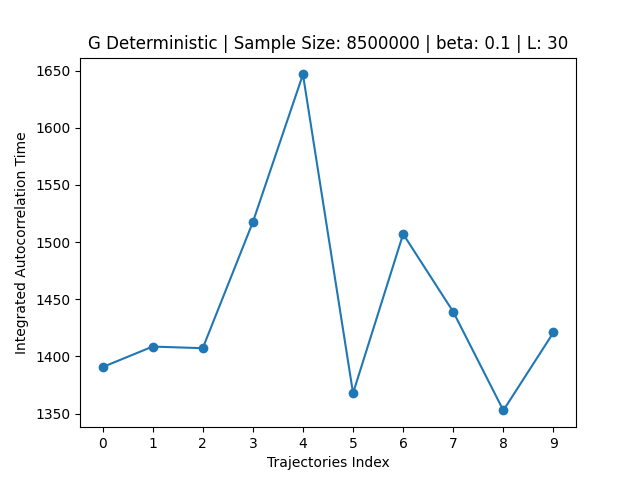 G Deterministic | Sample Size: 8500000 | beta: 0.1 | L: 30
Integrated Autocorrelation Time
1650
1600
1550
1500
1450
1400
1350
0 1 2 3 4 5 6 7 8 9
Trajectories Index